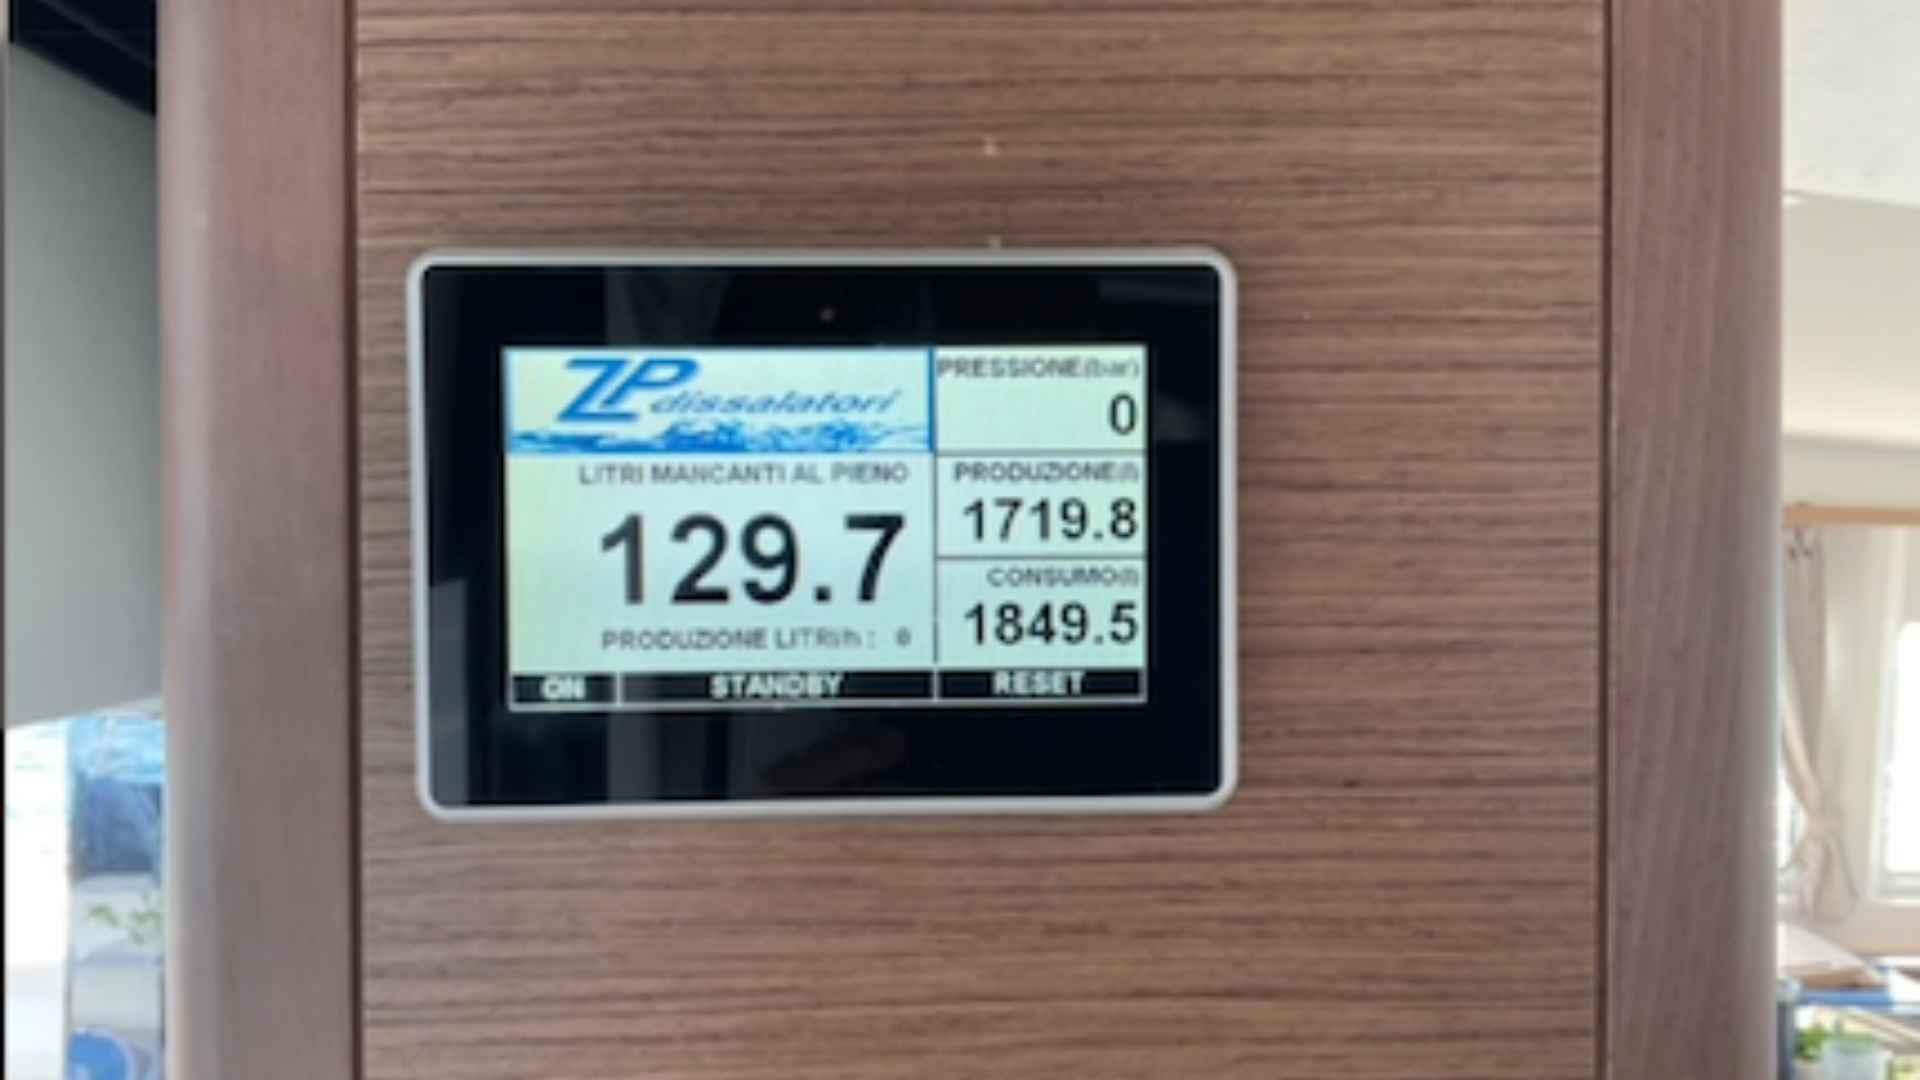 ZP dissalatori
PRESSIONE(bar)
0
LITRI MANCANTI AL PIENO
129.7
PRODUZIONE LITRI/h : 0
PRODUZIONE(l)
1719.8
CONSUMO(l)
1849.5
ON STANDBY RESET